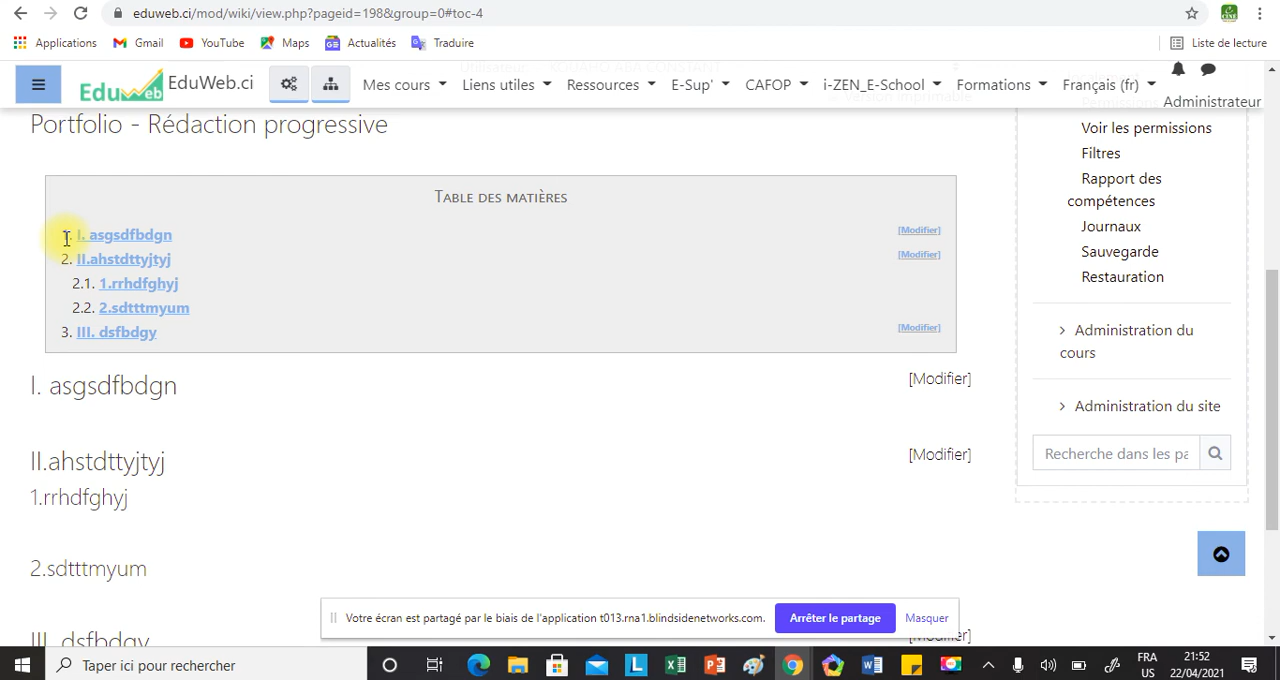 eduweb.ci/mod/wiki/view.php?pageid=198&group=0#toc-4
Applications Gmail YouTube Maps Actualités Traduire Liste de lecture
EduWeb EduWeb.ci Mes cours Liens utiles Ressources E-Sup' CAFOP i-ZEN_E-School Formations Français (fr)
Administrateur
Portfolio - Rédaction progressive
Table des matières
1. I. asgsdfbdgn [Modifier]
2. II.ahstdttyjtyj [Modifier]
2.1. 1.rrhdfghyj
2.2. 2.sdtttmyum
3. III. dsfbdgy [Modifier]
I. asgsdfbdgn [Modifier]
II.ahstdttyjtyj [Modifier]
1.rrhdfghyj
2.sdtttmyum
III. dsfbdgy [Modifier]
Voir les permissions
Filtres
Rapport des
compétences
Journaux
Sauvegarde
Restauration
Administration du
cours
Administration du site
Recherche dans les pa
Votre écran est partagé par le biais de l'application t013.rna1.blindsidenetworks.com. Arrêter le partage Masquer
Taper ici pour rechercher
FRA
US
21:52
22/04/2021